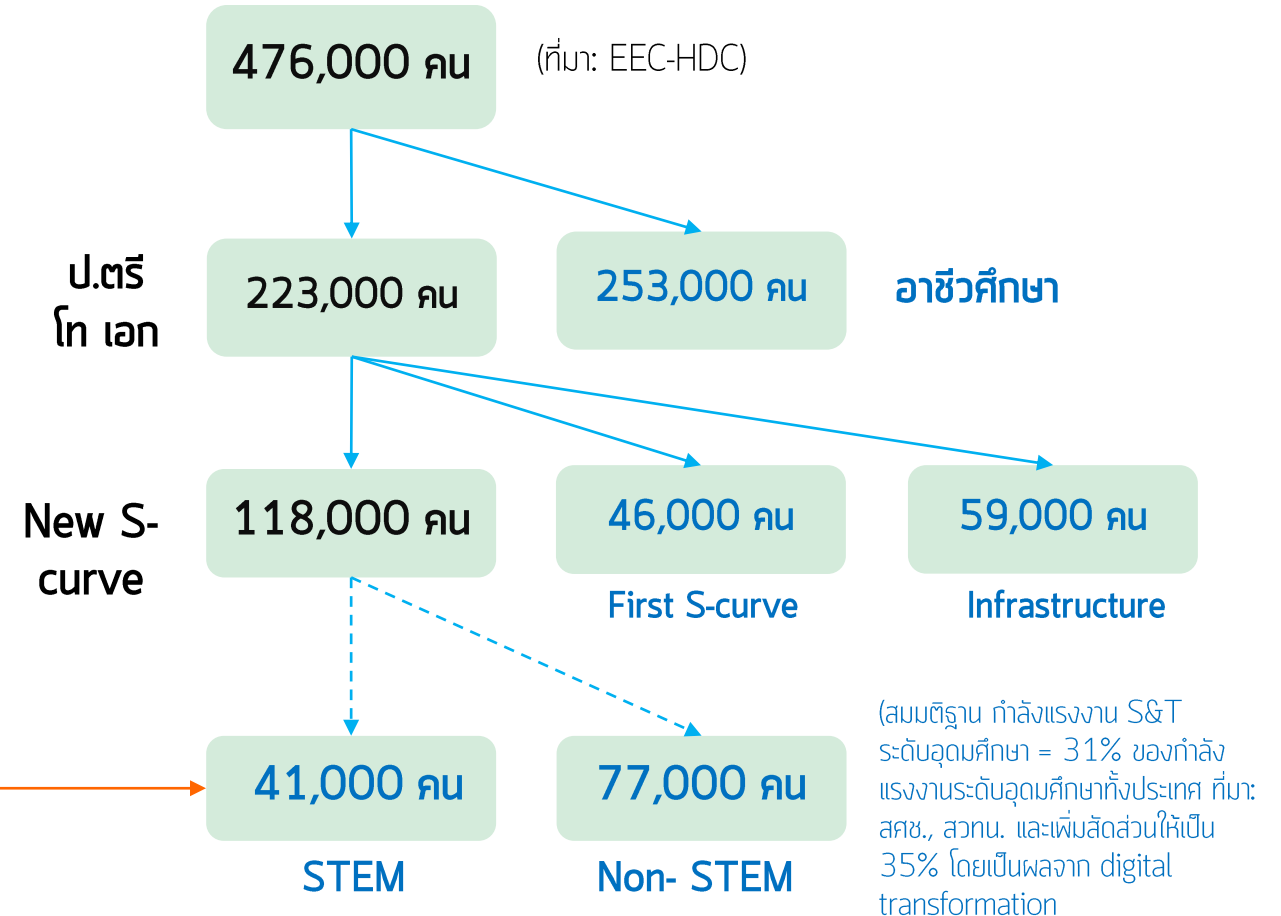 476,000 คน
(ที่มา: EEC-HDC)
ป.ตรี
โท เอก
223,000 คน
253,000 คน
อาชีวศึกษา
New S-
curve
118,000 คน
46,000 คน
59,000 คน
First S-curve
Infrastructure
41,000 คน
77,000 คน
STEM
Non- STEM
(สมมติฐาน กำลังแรงงาน S&T
ระดับอุดมศึกษา = 31% ของกำลัง
แรงงานระดับอุดมศึกษาทั้งประเทศ ที่มา:
สศช., สวทน. และเพิ่มสัดส่วนให้เป็น
35% โดยเป็นผลจาก digital
transformation